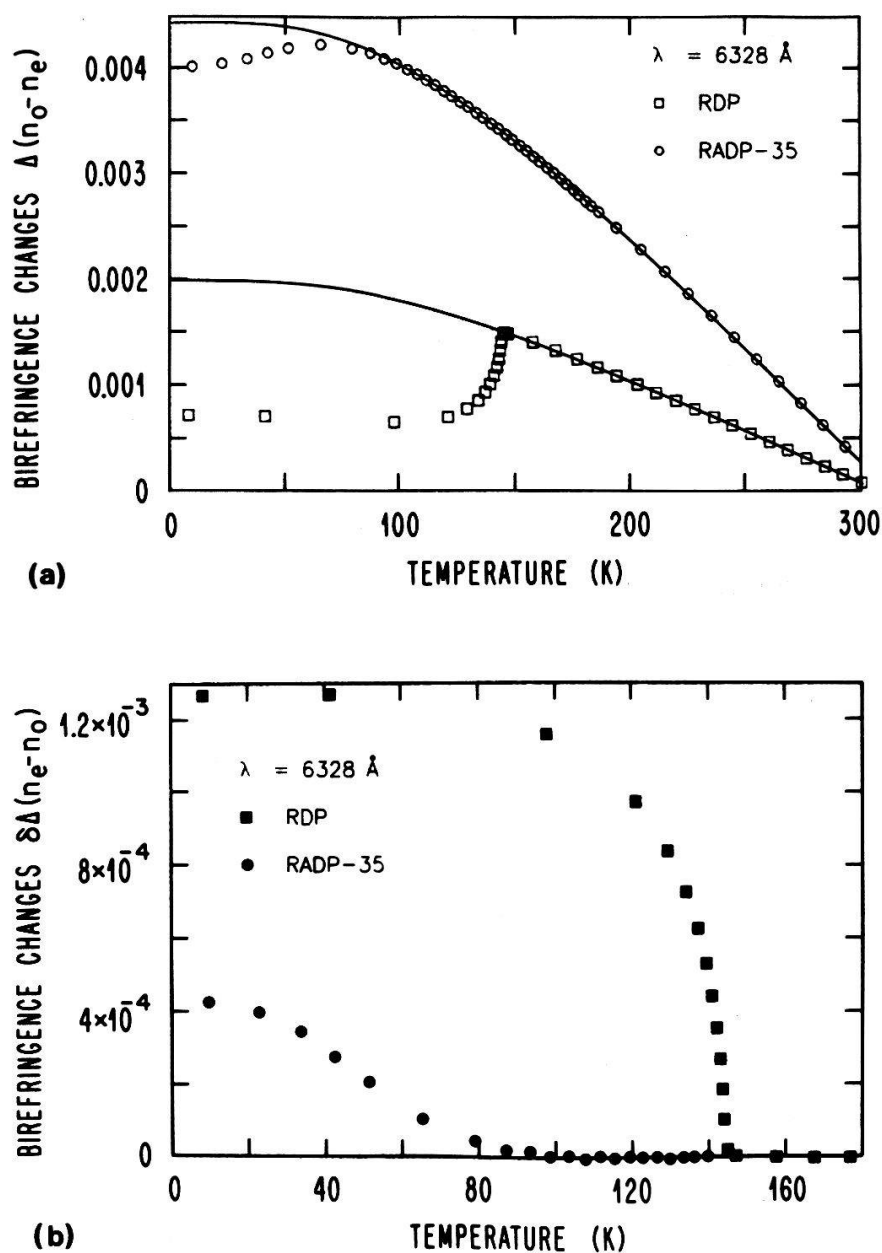 BIREFRINGENCE CHANGES Δ(n₀-nₑ)
0.004
0.003
0.002
0.001
0
λ = 6328 Å
RDP
RADP-35
0 100 200 300
TEMPERATURE (K)
(a)
BIREFRINGENCE CHANGES δΔ(nₑ-n₀)
1.2×10⁻³
8×10⁻⁴
4×10⁻⁴
0
λ = 6328 Å
RDP
RADP-35
0 40 80 120 160
TEMPERATURE (K)
(b)